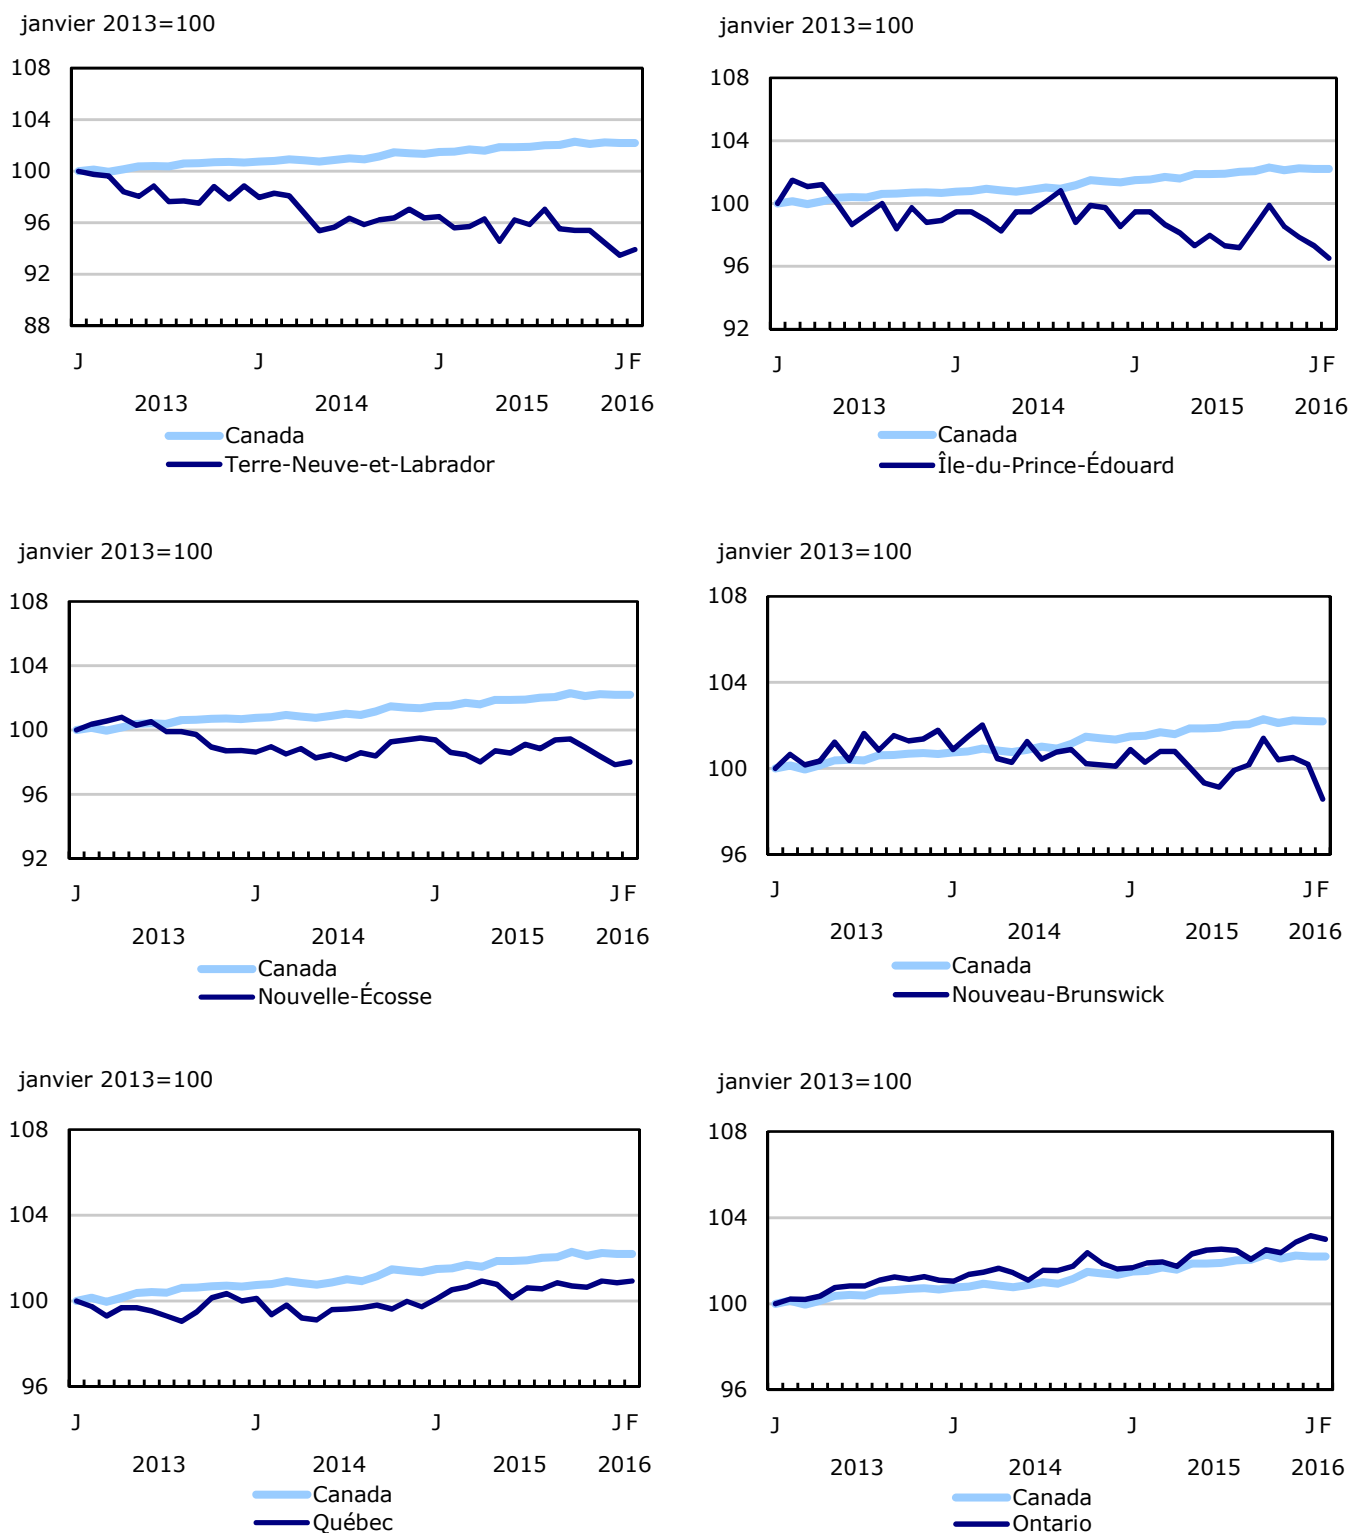 janvier 2013=100
108
104
100
96
92
88
J J J J F
2013 2014 2015 2016
Canada
Terre-Neuve-et-Labrador
janvier 2013=100
108
104
100
96
92
J J J J F
2013 2014 2015 2016
Canada
Île-du-Prince-Édouard
janvier 2013=100
108
104
100
96
92
J J J J F
2013 2014 2015 2016
Canada
Nouvelle-Écosse
janvier 2013=100
108
104
100
96
J J J J F
2013 2014 2015 2016
Canada
Nouveau-Brunswick
janvier 2013=100
108
104
100
96
J J J J F
2013 2014 2015 2016
Canada
Québec
janvier 2013=100
108
104
100
96
J J J J F
2013 2014 2015 2016
Canada
Ontario